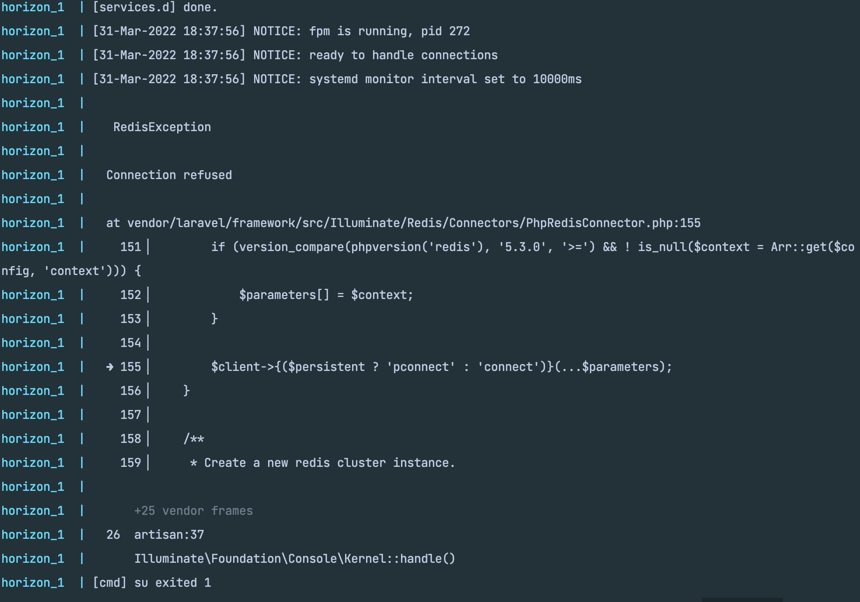 horizon_1  | [services.d] done.
horizon_1  | [31-Mar-2022 18:37:56] NOTICE: fpm is running, pid 272
horizon_1  | [31-Mar-2022 18:37:56] NOTICE: ready to handle connections
horizon_1  | [31-Mar-2022 18:37:56] NOTICE: systemd monitor interval set to 10000ms
horizon_1  |
horizon_1  |    RedisException
horizon_1  |
horizon_1  |   Connection refused
horizon_1  |
horizon_1  |   at vendor/laravel/framework/src/Illuminate/Redis/Connectors/PhpRedisConnector.php:155
horizon_1  |     151│         if (version_compare(phpversion('redis'), '5.3.0', '>=') && ! is_null($context = Arr::get($co
nfig, 'context'))) {
horizon_1  |     152│             $parameters[] = $context;
horizon_1  |     153│         }
horizon_1  |     154│
horizon_1  |   ➜ 155│         $client->{($persistent ? 'pconnect' : 'connect')}(...$parameters);
horizon_1  |     156│     }
horizon_1  |     157│
horizon_1  |     158│     /**
horizon_1  |     159│      * Create a new redis cluster instance.
horizon_1  |
horizon_1  |       +25 vendor frames
horizon_1  |   26  artisan:37
horizon_1  |       Illuminate\Foundation\Console\Kernel::handle()
horizon_1  | [cmd] su exited 1